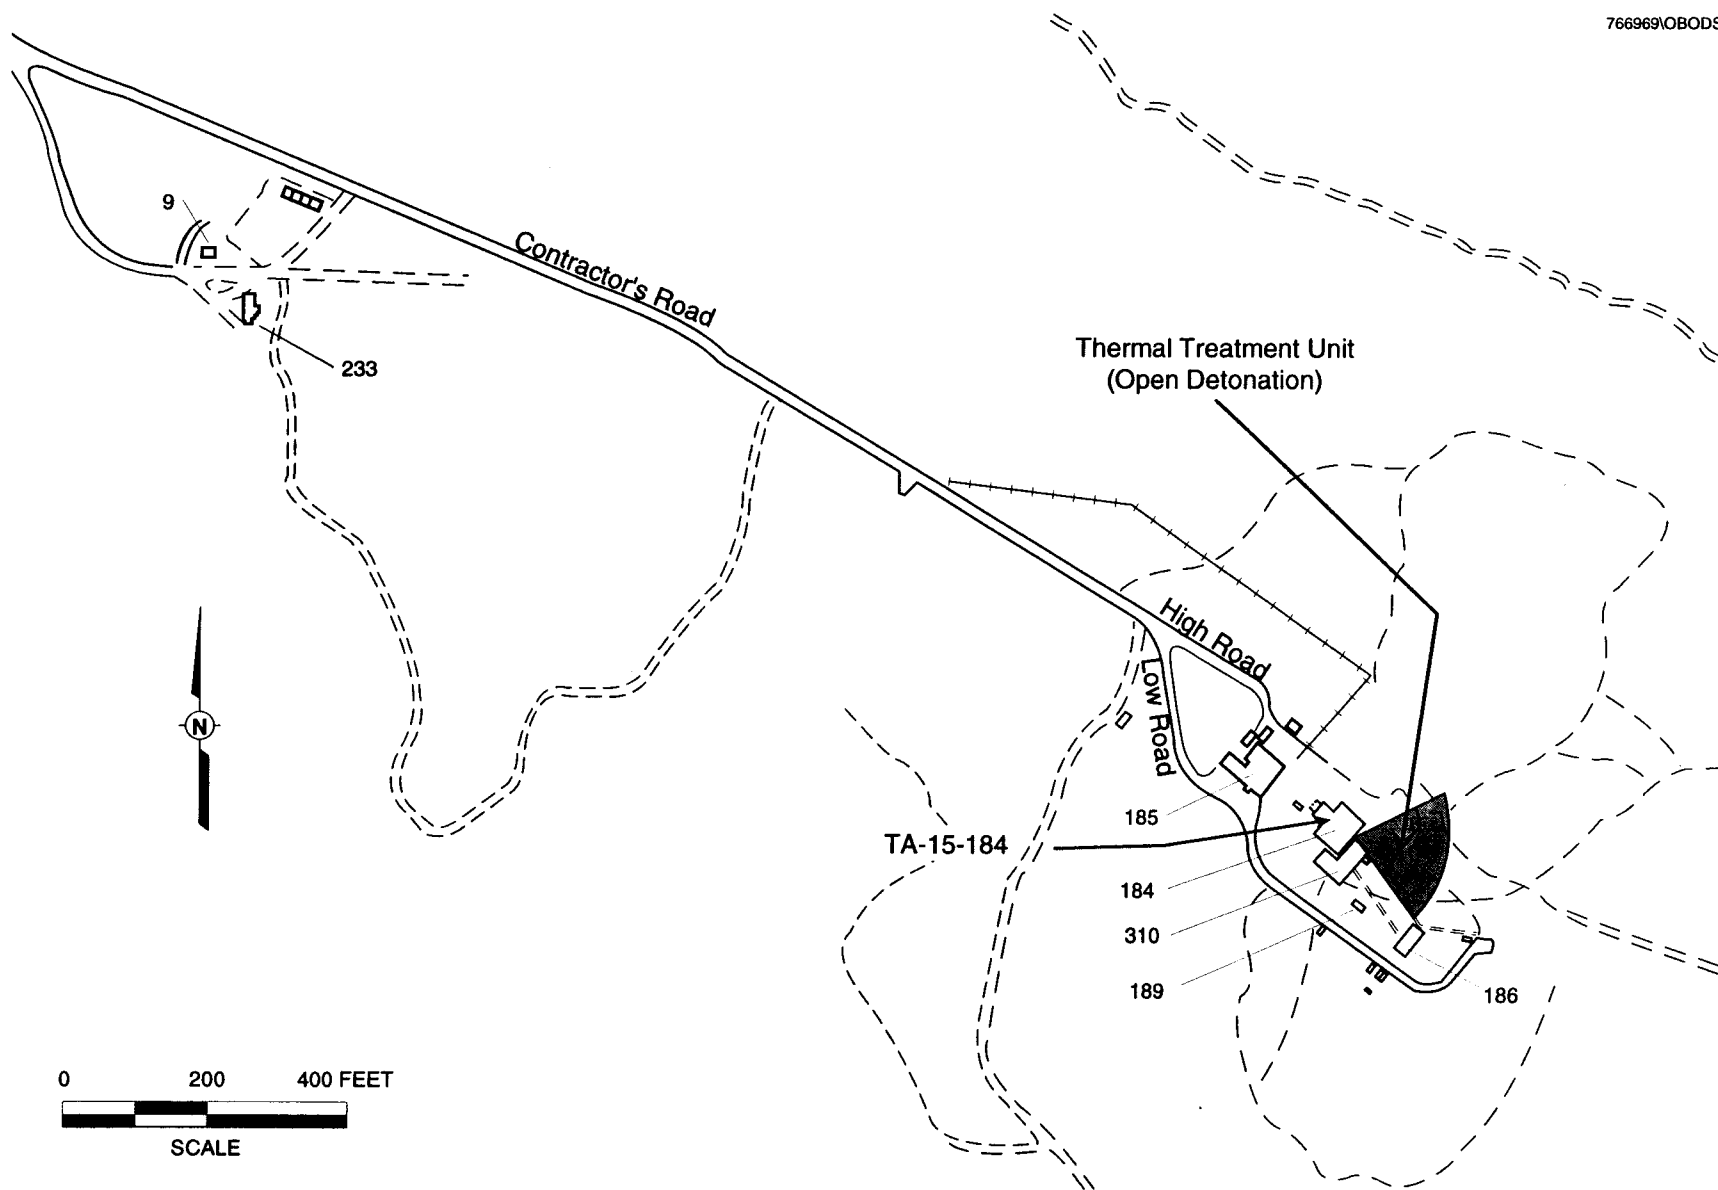 766969\OBODS
9
Contractor's Road
233
Thermal Treatment Unit
(Open Detonation)
High Road
Low Road
N
185
TA-15-184
184
310
189
186
0 200 400 FEET
SCALE